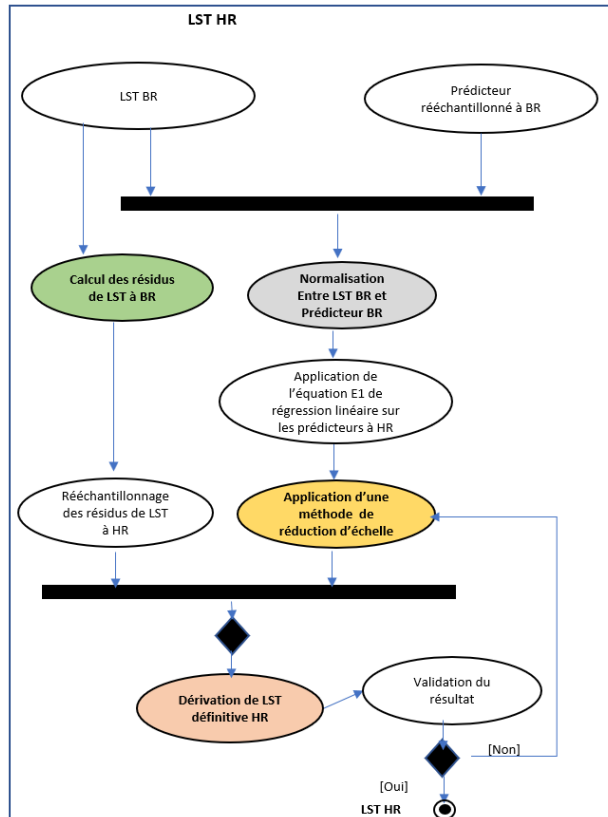 LST HR
LST BR
Prédicteur
rééchantillonné à BR
Calcul des résidus
de LST à BR
Normalisation
Entre LST BR et
Prédicteur BR
Application de
l'équation E1 de
régression linéaire sur
les prédicteurs à HR
Rééchantillonnage
des résidus de LST
à HR
Application d'une
méthode de
réduction d'échelle
Dérivation de LST
définitive HR
Validation du
résultat
[Non]
[Oui]
LST HR